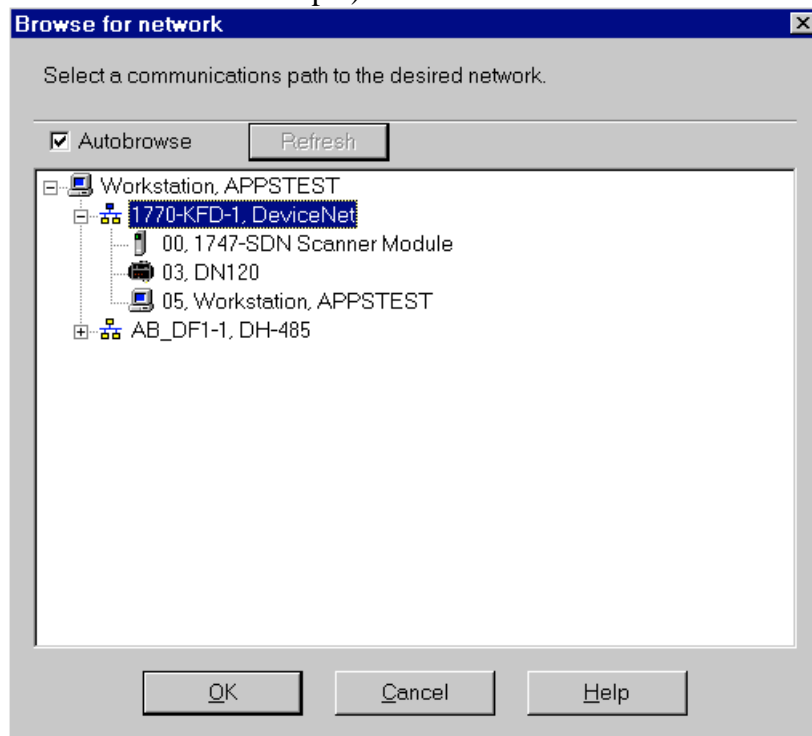 Browse for network
Select a communications path to the desired network.
Autobrowse Refresh
Workstation, APPSTEST
1770-KFD-1, DeviceNet
00, 1747-SDN Scanner Module
03, DN120
05, Workstation, APPSTEST
AB_DF1-1, DH-485
OK Cancel Help